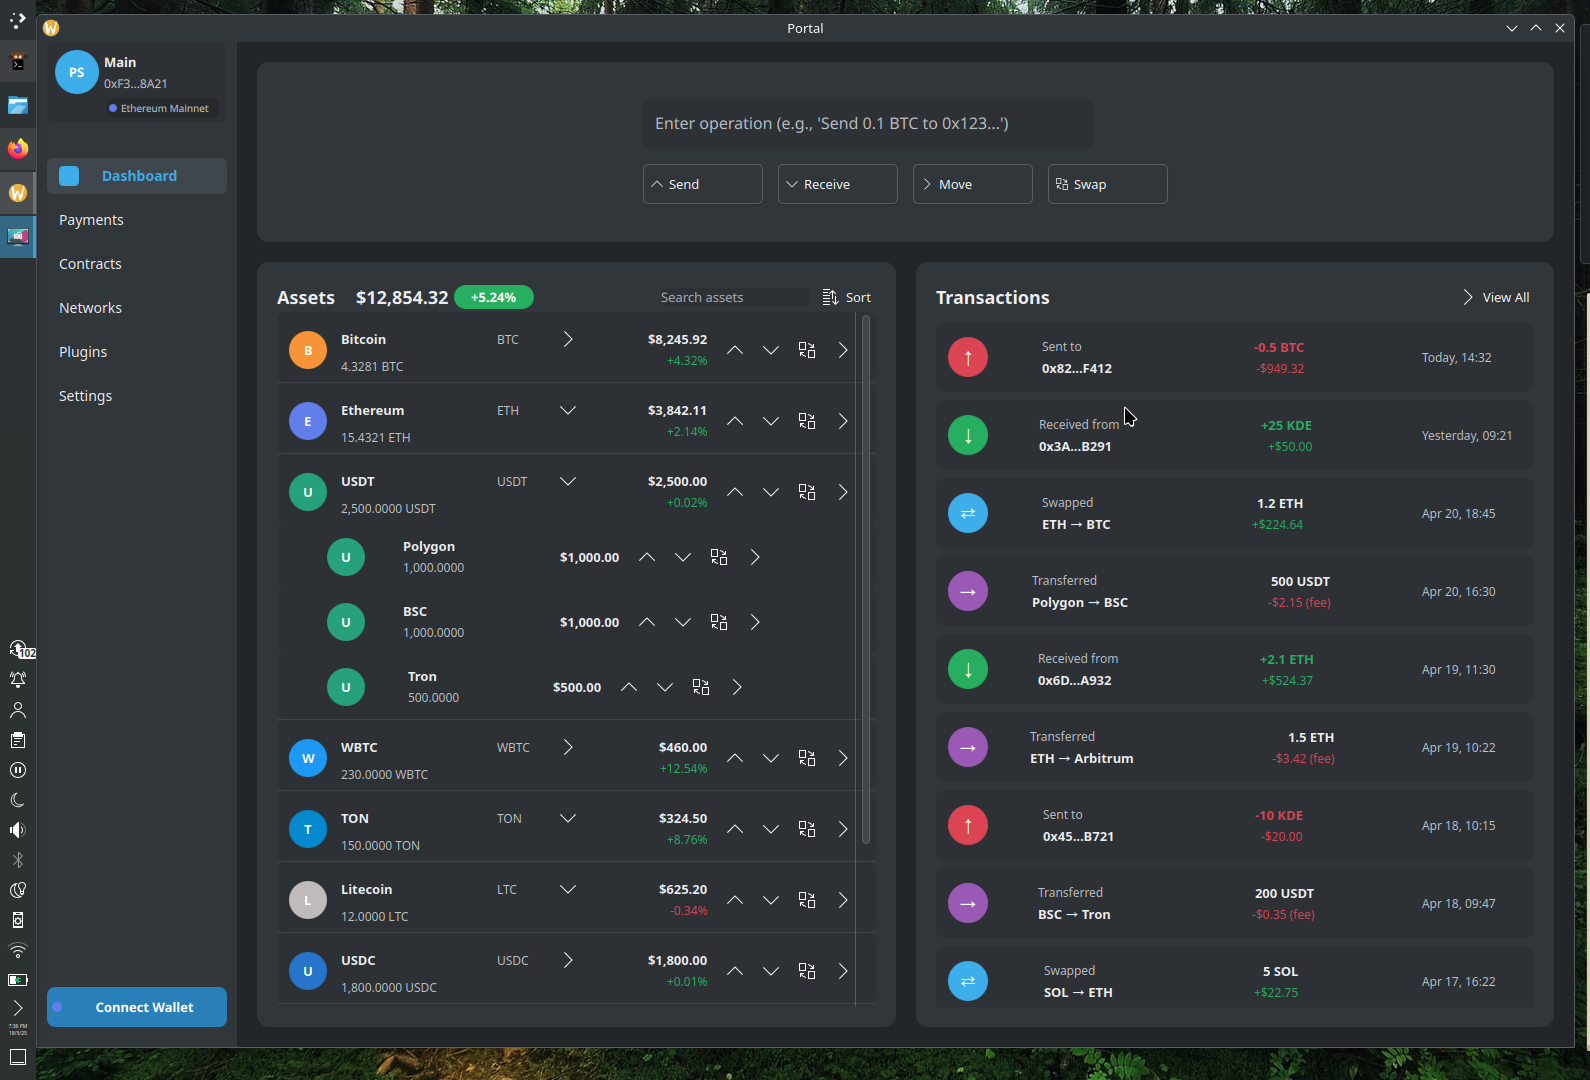 Portal
PS
Main
0xF3...8A21
Ethereum Mainnet
Dashboard
Payments
Contracts
Networks
Plugins
Settings
Connect Wallet
102
7:36 PM
18/5/25
Enter operation (e.g., 'Send 0.1 BTC to 0x123...')
Send
Receive
Move
Swap
Assets $12,854.32 +5.24% Search assets Sort
B Bitcoin BTC $8,245.92
4.3281 BTC +4.32%
E Ethereum ETH $3,842.11
15.4321 ETH +2.14%
U USDT USDT $2,500.00
2,500.0000 USDT +0.02%
U Polygon $1,000.00
1,000.0000
U BSC $1,000.00
1,000.0000
U Tron $500.00
500.0000
W WBTC WBTC $460.00
230.0000 WBTC +12.54%
T TON TON $324.50
150.0000 TON +8.76%
L Litecoin LTC $625.20
12.0000 LTC -0.34%
U USDC USDC $1,800.00
1,800.0000 USDC +0.01%
Transactions View All
↑ Sent to -0.5 BTC Today, 14:32
0x82...F412 -$949.32
↓ Received from +25 KDE Yesterday, 09:21
0x3A...B291 +$50.00
⇄ Swapped 1.2 ETH Apr 20, 18:45
ETH → BTC +$224.64
→ Transferred 500 USDT Apr 20, 16:30
Polygon → BSC -$2.15 (fee)
↓ Received from +2.1 ETH Apr 19, 11:30
0x6D...A932 +$524.37
→ Transferred 1.5 ETH Apr 19, 10:22
ETH → Arbitrum -$3.42 (fee)
↑ Sent to -10 KDE Apr 18, 10:15
0x45...B721 -$20.00
→ Transferred 200 USDT Apr 18, 09:47
BSC → Tron -$0.35 (fee)
⇄ Swapped 5 SOL Apr 17, 16:22
SOL → ETH +$22.75